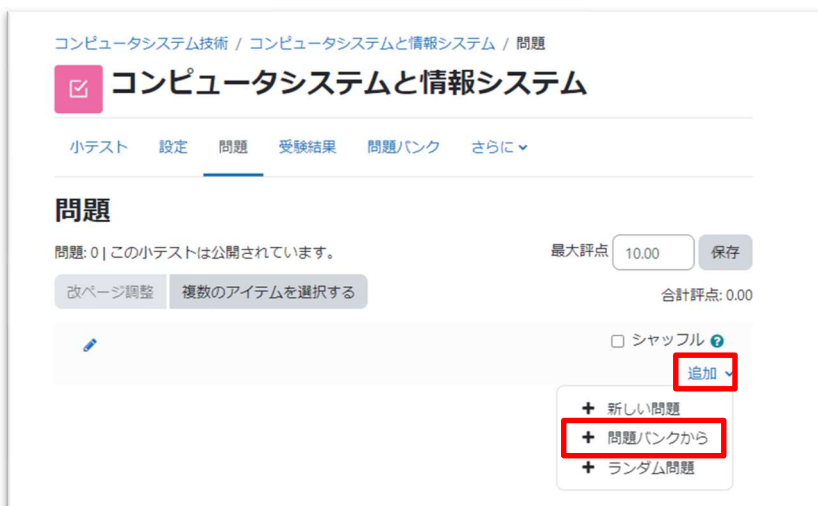 コンピュータシステム技術 / コンピュータシステムと情報システム / 問題
コンピュータシステムと情報システム
小テスト 設定 問題 受験結果 問題バンク さらに
問題
問題: 0 | この小テストは公開されています。 最大評点 10.00 保存
改ページ調整 複数のアイテムを選択する 合計評点: 0.00
シャッフル ?
追加
+ 新しい問題
+ 問題バンクから
+ ランダム問題